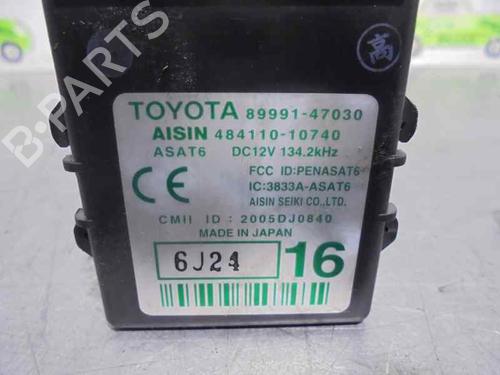 B-PARTS
高
TOYOTA 89991-47030
AISIN 484110-10740
ASAT6 DC12V 134.2kHz
FCC ID:PENASAT6
IC:3833A-ASAT6
AISIN SEIKI CO.,LTD.
CMII ID : 2005DJ0840
MADE IN JAPAN
CE
6J24
16